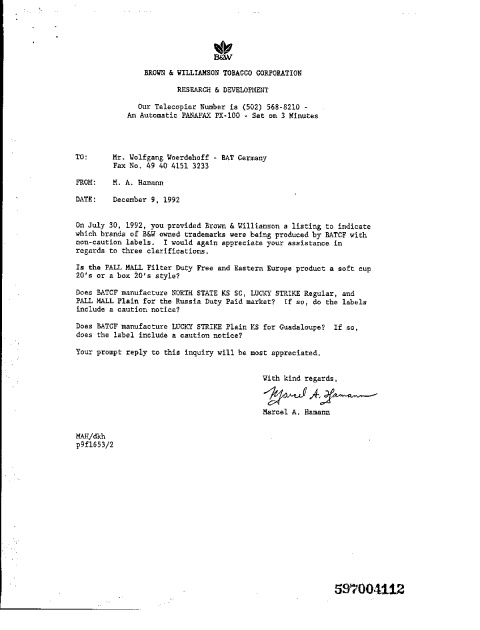 B&W
BROWN & WILLIAMSON TOBACCO CORPORATION
RESEARCH & DEVELOPMENT
Our Telecopier Number is (502) 568-8210 -
An Automatic PANAFAX PX-100 - Set on 3 Minutes
TO: Mr. Wolfgang Woerdehoff - BAT Germany
Fax No. 49 40 4151 3233
FROM: M. A. Hamann
DATE: December 9, 1992
On July 30, 1992, you provided Brown & Williamson a listing to indicate
which brands of B&W owned trademarks were being produced by BATCF with
non-caution labels. I would again appreciate your assistance in
regards to three clarifications.
Is the PALL MALL Filter Duty Free and Eastern Europe product a soft cup
20's or a box 20's style?
Does BATCF manufacture NORTH STATE KS SC, LUCKY STRIKE Regular, and
PALL MALL Plain for the Russia Duty Paid market? If so, do the labels
include a caution notice?
Does BATCF manufacture LUCKY STRIKE Plain KS for Guadaloupe? If so,
does the label include a caution notice?
Your prompt reply to this inquiry will be most appreciated.
With kind regards,
Marcel A. Hamann
Marcel A. Hamann
MAH/dkh
p9f1653/2
597004112